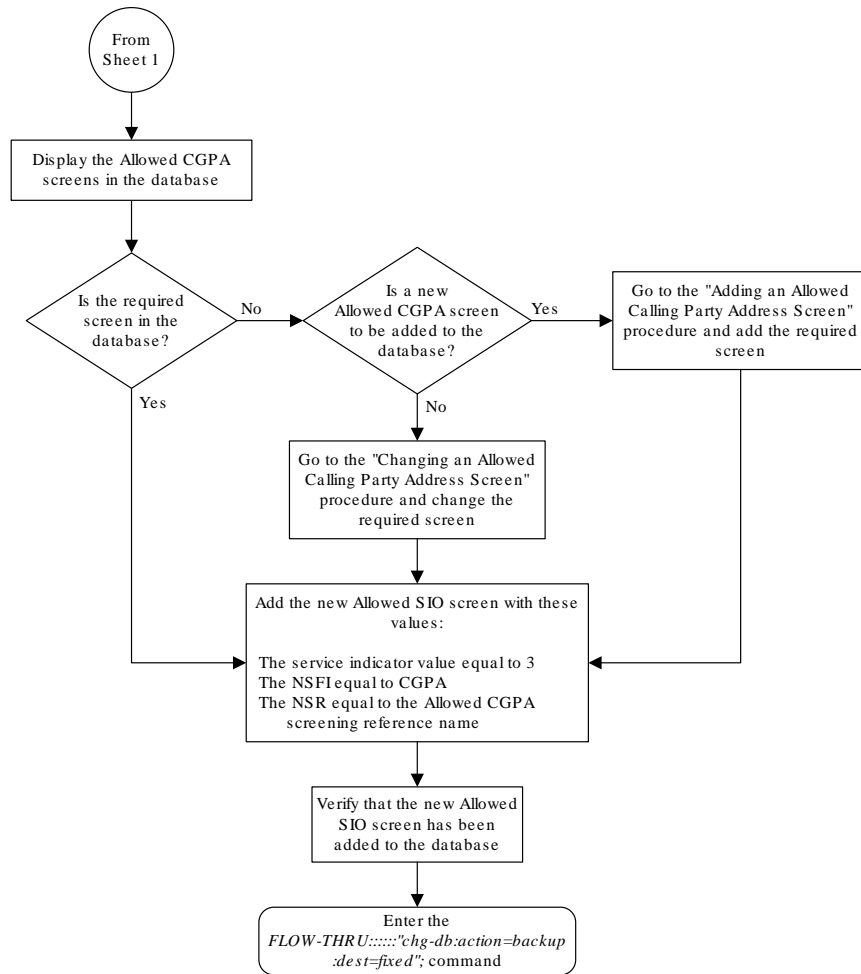 From
Sheet 1
Display the Allowed CGPA
screens in the database
Is the required
screen in the
database?
No
Yes
Is a new
Allowed CGPA screen
to be added to the
database?
Yes
No
Go to the "Adding an Allowed
Calling Party Address Screen"
procedure and add the required
screen
Go to the "Changing an Allowed
Calling Party Address Screen"
procedure and change the
required screen
Add the new Allowed SIO screen with these
values:
The service indicator value equal to 3
The NSFI equal to CGPA
The NSR equal to the Allowed CGPA
screening reference name
Verify that the new Allowed
SIO screen has been
added to the database
Enter the
FLOW-THRU::::::"chg-db:action=backup
:dest=fixed"; command